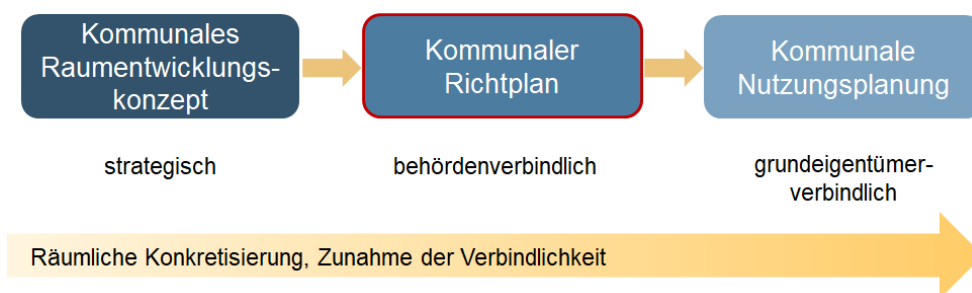 Kommunales
Raumentwicklungs-
konzept
Kommunaler
Richtplan
Kommunale
Nutzungsplanung
strategisch
behördenverbindlich
grundeigentümer-
verbindlich
Räumliche Konkretisierung, Zunahme der Verbindlichkeit